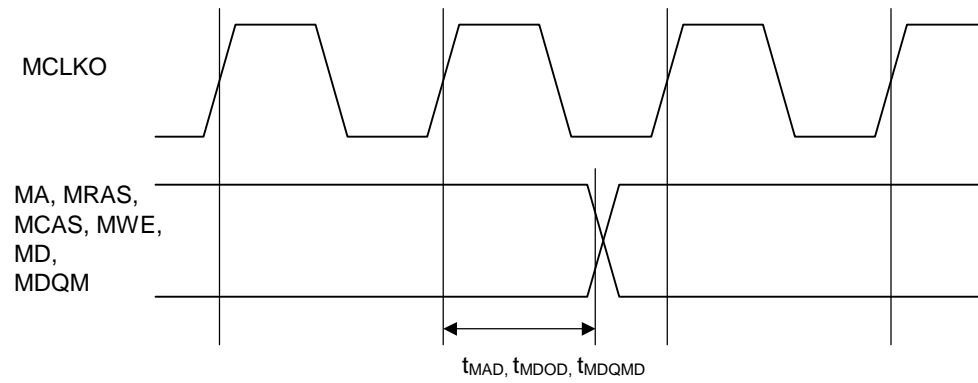 MCLKO
MA, MRAS,
MCAS, MWE,
MD,
MDQM
tMAD, tMDOD, tMDQMD